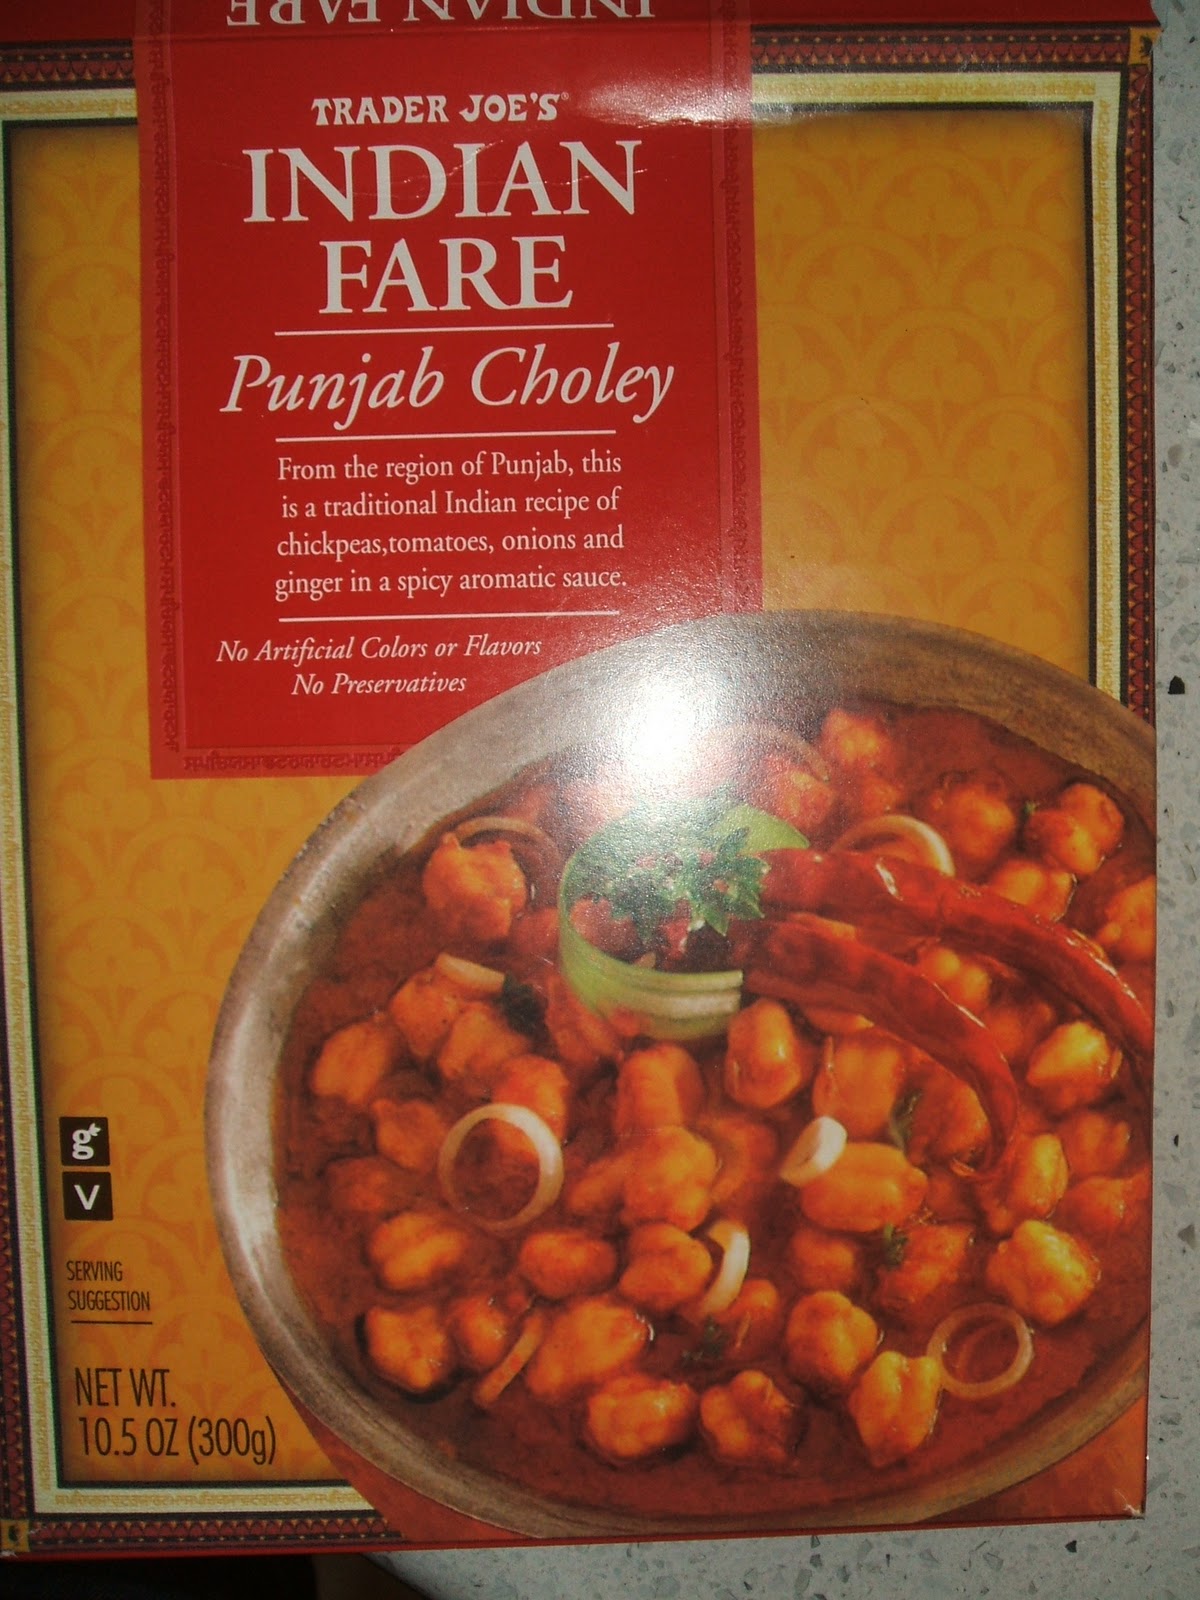 INDIAN FARE
TRADER JOE'S®
INDIAN
FARE
Punjab Choley
From the region of Punjab, this
is a traditional Indian recipe of
chickpeas,tomatoes, onions and
ginger in a spicy aromatic sauce.
No Artificial Colors or Flavors
No Preservatives
g
V
SERVING
SUGGESTION
NET WT.
10.5 OZ (300g)